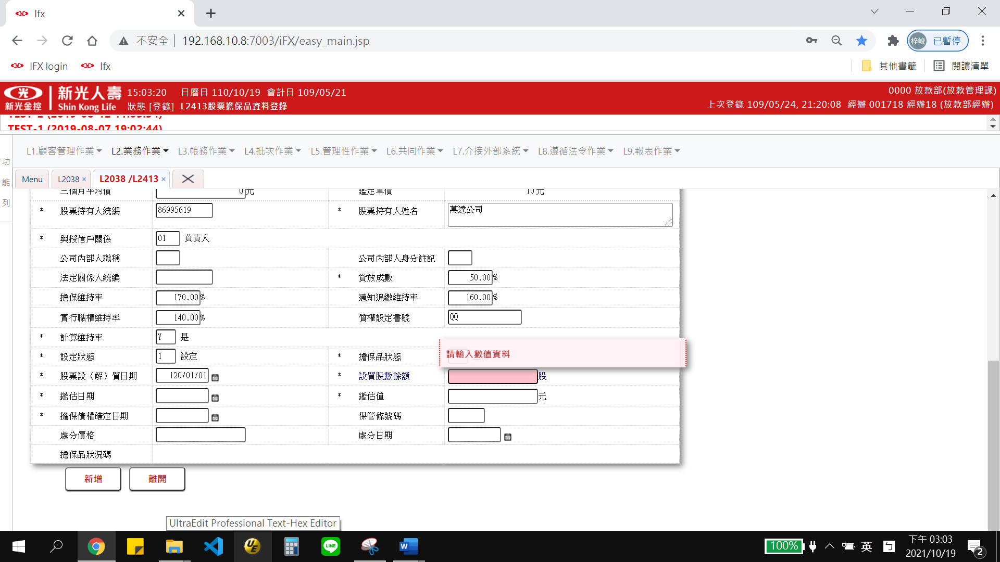 lfx
不安全 192.168.10.8:7003/iFX/easy_main.jsp
梓峻 已暫停
IFX login lfx 其他書籤 閱讀清單
光 新光金控 新光人壽 Shin Kong Life
15:03:20 日曆日 110/10/19 會計日 109/05/21
狀態 [登錄] L2413股票擔保品資料登錄
0000 放款部(放款管理課)
上次登錄 109/05/24, 21:20:08 經辦 001718 經辦18 (放款部經辦)
TEST-1 (2019-08-07 19:02:44)
功能列
L1.顧客管理作業 L2.業務作業 L3.帳務作業 L4.批次作業 L5.管理性作業 L6.共同作業 L7.介接外部系統 L8.遵循法令作業 L9.報表作業
Menu L2038 × L2038 /L2413 ×
三個月平均價 0 元 鑑定單價 10 元
* 股票持有人統編 86995619 * 股票持有人姓名 萬達公司
* 與授信戶關係 01 負責人
公司內部人職稱 公司內部人身分註記
法定關係人統編 * 貸放成數 50.00 %
擔保維持率 170.00 % 通知追繳維持率 160.00 %
實行職權維持率 140.00 % 質權設定書號 QQ
* 計算維持率 Y 是
* 設定狀態 1 設定 * 擔保品狀態
請輸入數值資料
* 股票設（解）質日期 120/01/01 * 設質股數餘額 股
* 鑑估日期 * 鑑估值 元
* 擔保債權確定日期 保管條號碼
處分價格 處分日期
擔保品狀況碼
新增 離開
UltraEdit Professional Text-Hex Editor
UE LINE W 100% 英 ㄅ 下午 03:03
2021/10/19 2